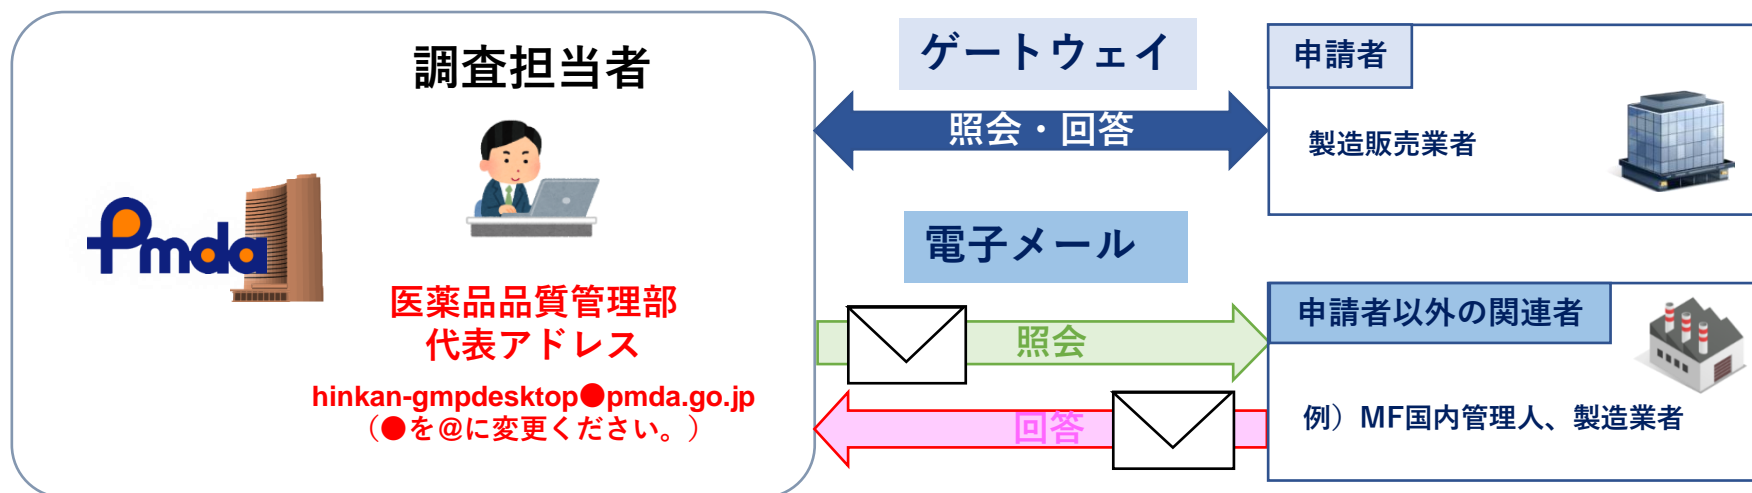 調査担当者
Pmda
医薬品品質管理部
代表アドレス
hinkan-gmpdesktop●pmda.go.jp
（●を@に変更ください。）
ゲートウェイ
照会・回答
電子メール
照会
回答
申請者
製造販売業者
申請者以外の関連者
例）MF国内管理人、製造業者